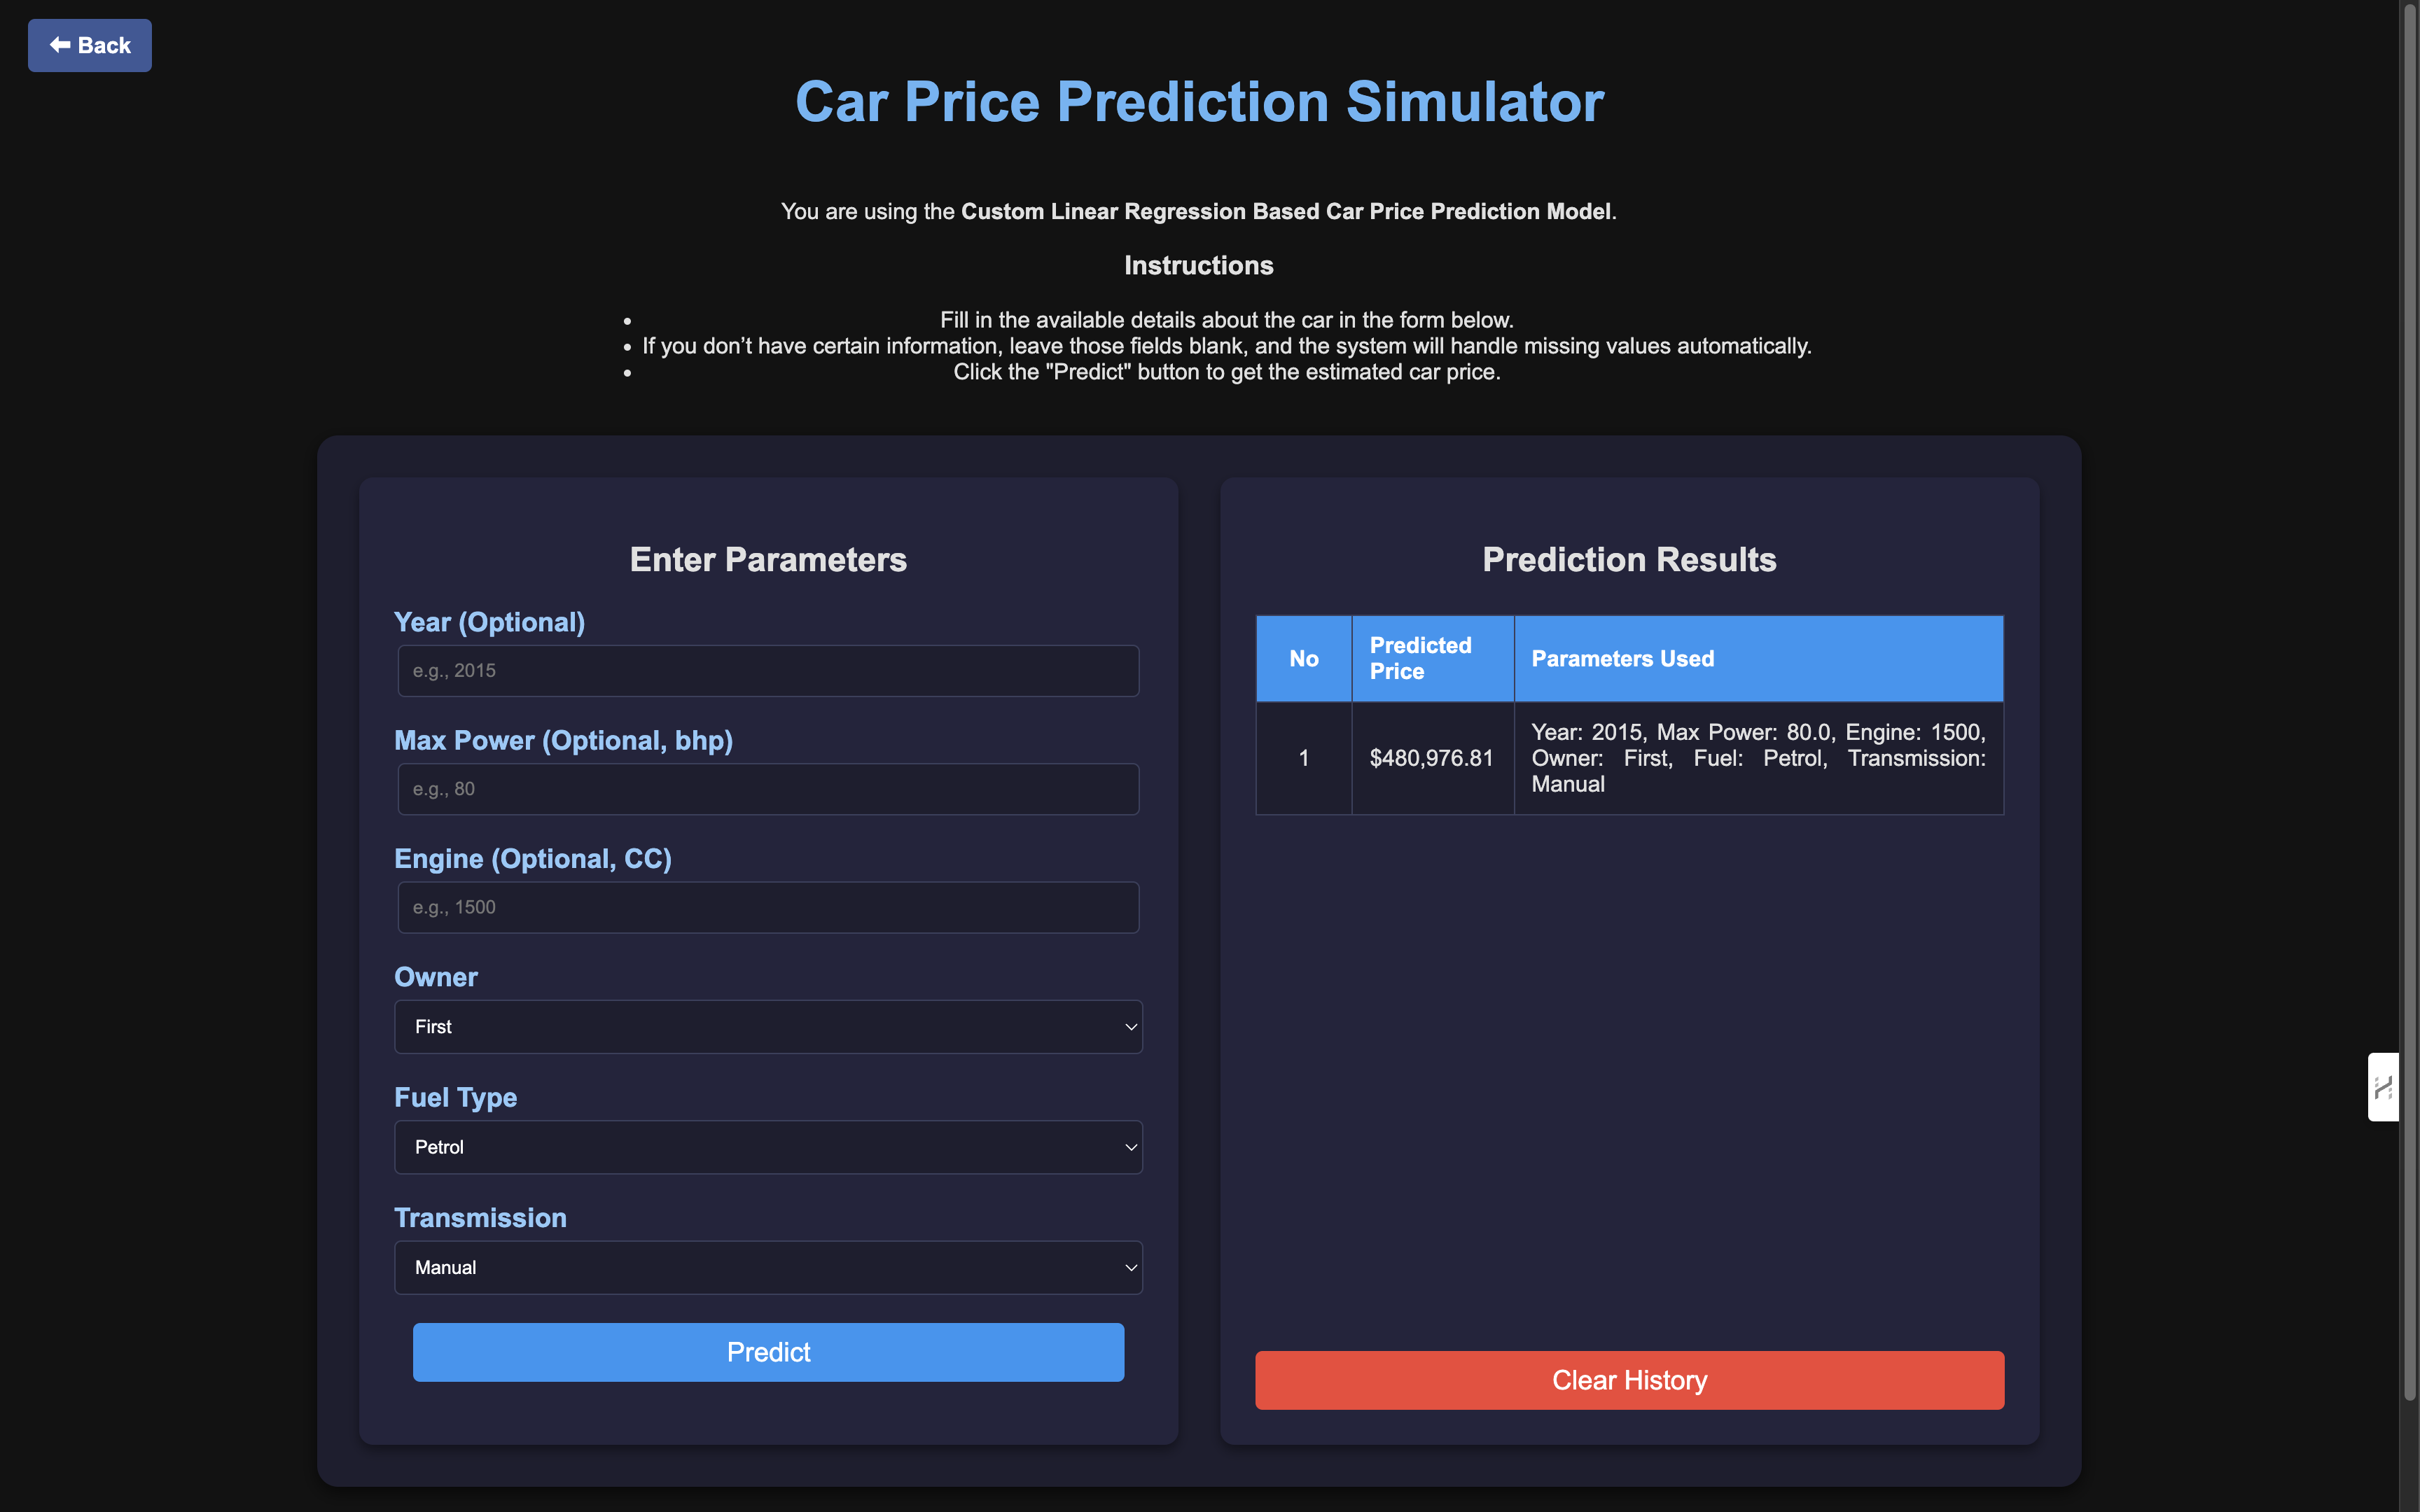 Back
Car Price Prediction Simulator
You are using the Custom Linear Regression Based Car Price Prediction Model.
Instructions
• Fill in the available details about the car in the form below.
• If you don’t have certain information, leave those fields blank, and the system will handle missing values automatically.
• Click the "Predict" button to get the estimated car price.
Enter Parameters
Year (Optional)
e.g., 2015
Max Power (Optional, bhp)
e.g., 80
Engine (Optional, CC)
e.g., 1500
Owner
First
Fuel Type
Petrol
Transmission
Manual
Predict
Prediction Results
No
Predicted
Price
Parameters Used
1
$480,976.81
Year: 2015, Max Power: 80.0, Engine: 1500,
Owner: First, Fuel: Petrol, Transmission:
Manual
Clear History